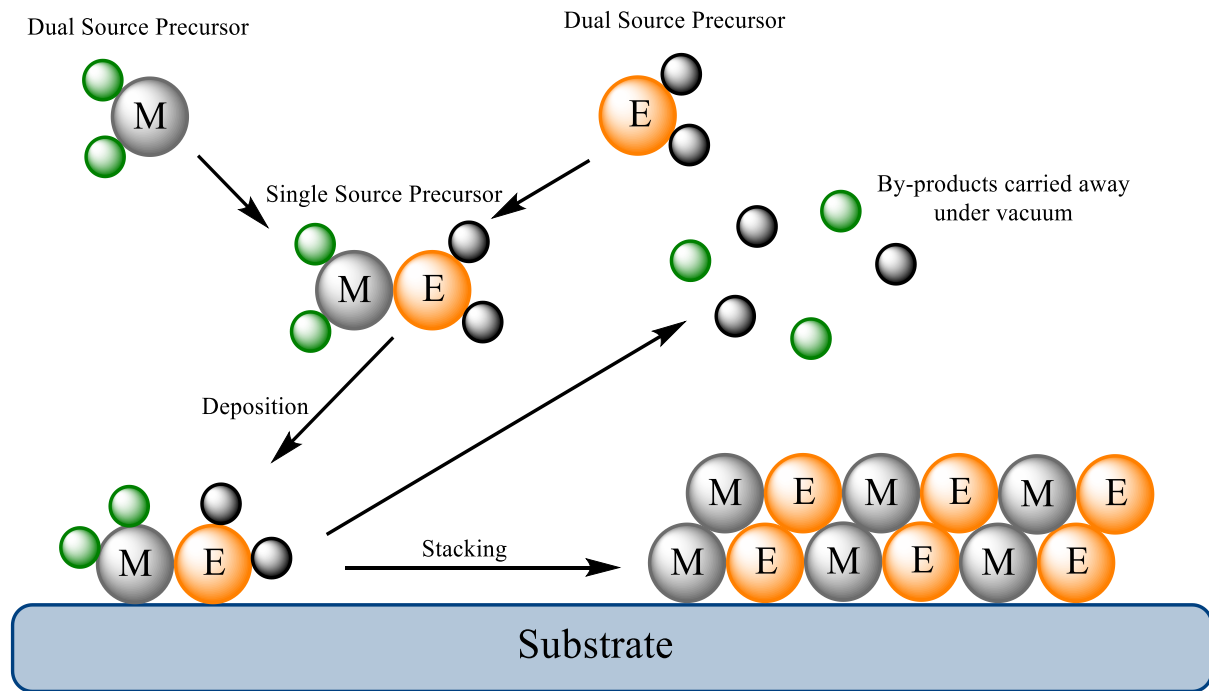 Dual Source Precursor
Dual Source Precursor
M
E
Single Source Precursor
By-products carried away
under vacuum
M E
Deposition
M E M E M E
Stacking
M E
M E M E M E
Substrate